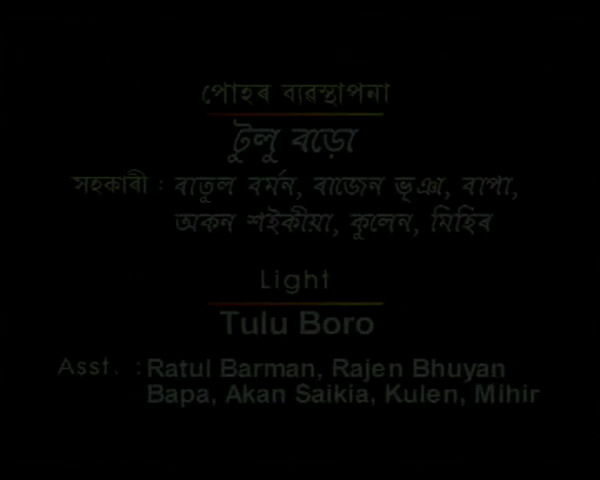 পোহৰ ব্যৱস্থাপনা
টুলু বড়ো
সহকাৰী : ৰাতুল বৰ্মন, ৰাজেন ভূঞা, বাপা,
অকন শইকীয়া, কুলেন, মিহিৰ
Light
Tulu Boro
Asst. : Ratul Barman, Rajen Bhuyan
Bapa, Akan Saikia, Kulen, Mihir